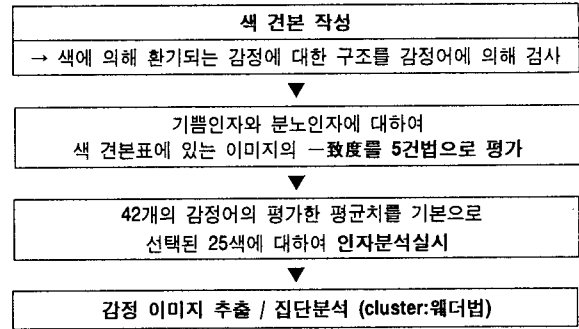 색 견본 작성
→ 색에 의해 환기되는 감정에 대한 구조를 감정어에 의해 검사
▼
기쁨인자와 분노인자에 대하여
색 견본표에 있는 이미지의 一致度를 5건법으로 평가
▼
42개의 감정어의 평가한 평균치를 기본으로
선택된 25색에 대하여 인자분석실시
▼
감정 이미지 추출 / 집단분석 (cluster:웨더법)